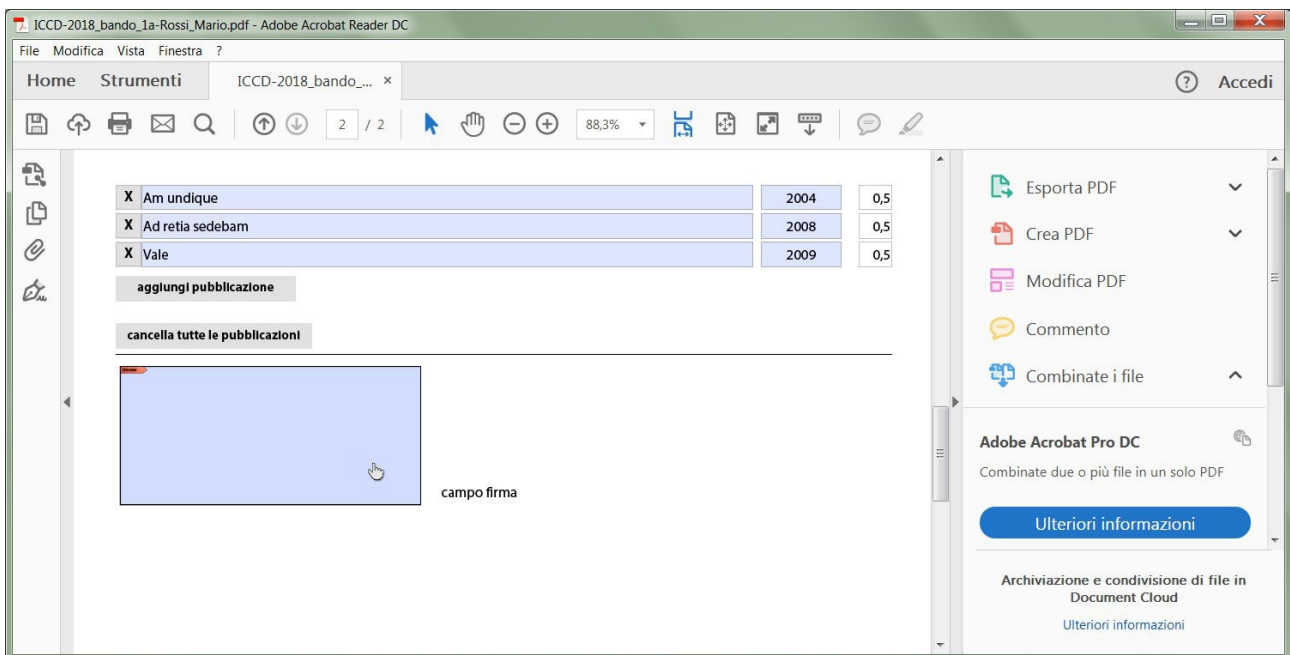 ICCD-2018_bando_1a-Rossi_Mario.pdf - Adobe Acrobat Reader DC
File Modifica Vista Finestra ?
Home Strumenti ICCD-2018_bando_... × ? Accedi
2 / 2 88,3%
X Am undique 2004 0,5
X Ad retia sedebam 2008 0,5
X Vale 2009 0,5
aggiungi pubblicazione
cancella tutte le pubblicazioni
campo firma
Esporta PDF
Crea PDF
Modifica PDF
Commento
Combinate i file
Adobe Acrobat Pro DC
Combinate due o più file in un solo PDF
Ulteriori informazioni
Archiviazione e condivisione di file in
Document Cloud
Ulteriori informazioni